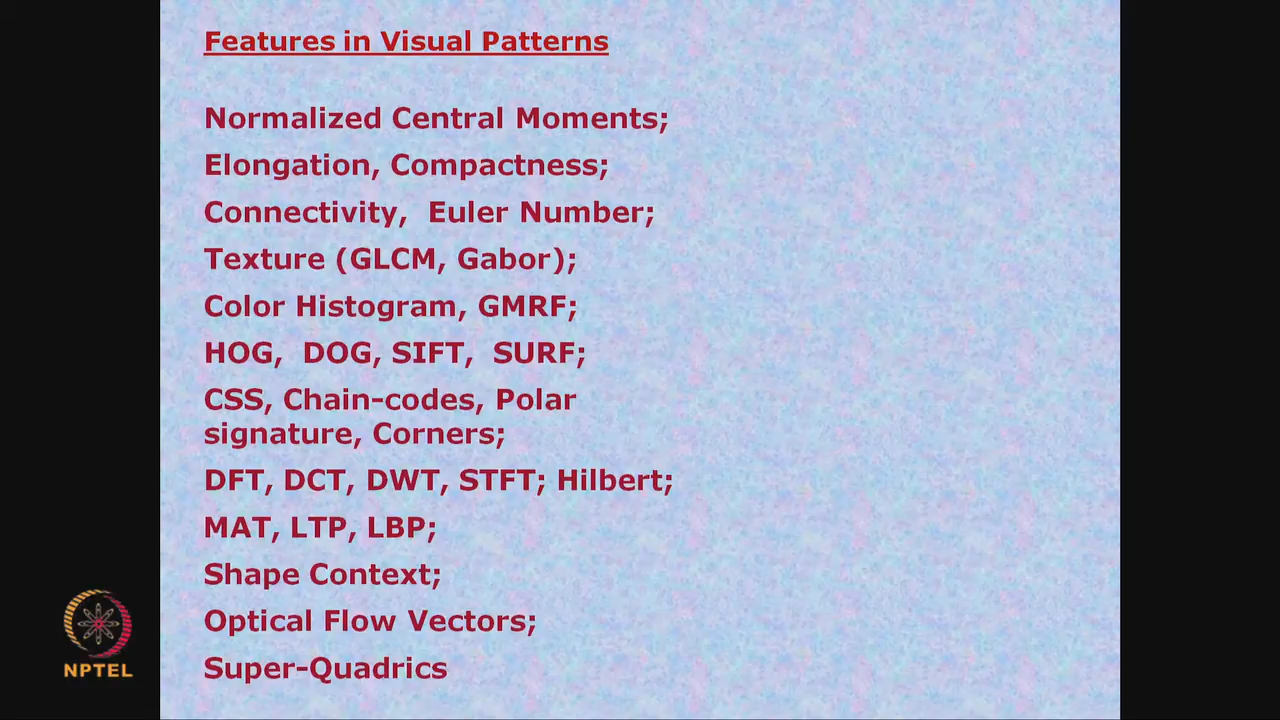 Features in Visual Patterns
Normalized Central Moments;
Elongation, Compactness;
Connectivity,  Euler Number;
Texture (GLCM, Gabor);
Color Histogram, GMRF;
HOG,  DOG, SIFT,  SURF;
CSS, Chain-codes, Polar
signature, Corners;
DFT, DCT, DWT, STFT; Hilbert;
MAT, LTP, LBP;
Shape Context;
Optical Flow Vectors;
Super-Quadrics
NPTEL